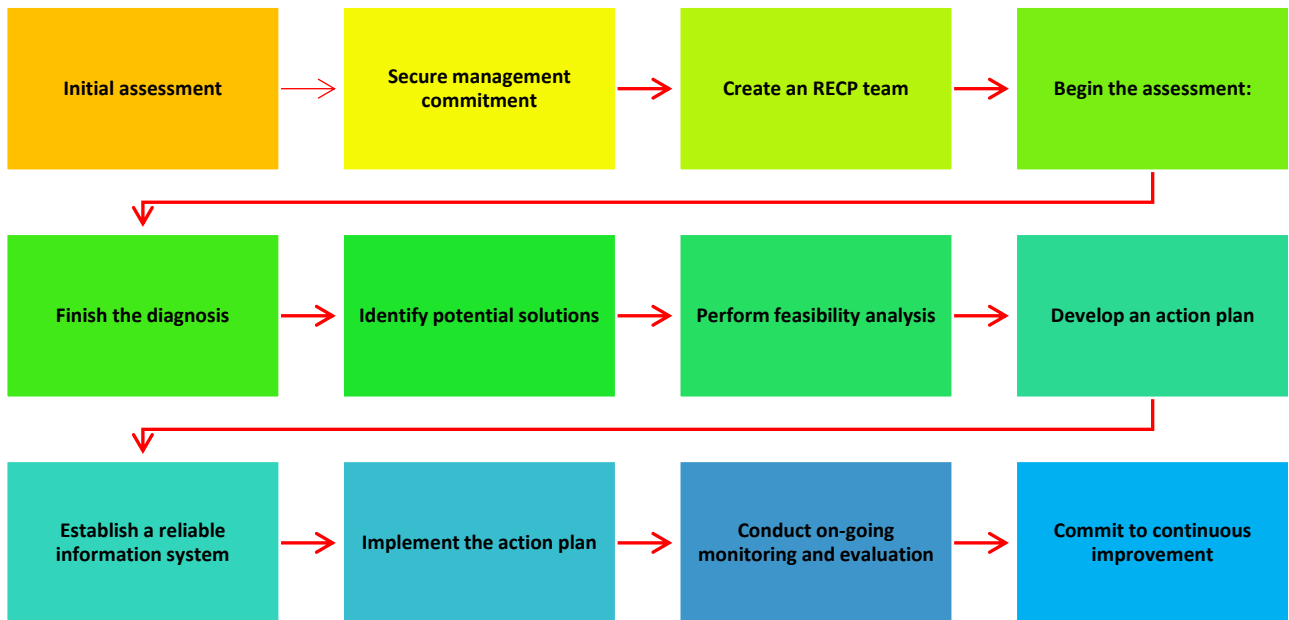 Initial assessment
Secure management
commitment
Create an RECP team
Begin the assessment:
Finish the diagnosis
Identify potential solutions
Perform feasibility analysis
Develop an action plan
Establish a reliable
information system
Implement the action plan
Conduct on-going
monitoring and evaluation
Commit to continuous
improvement